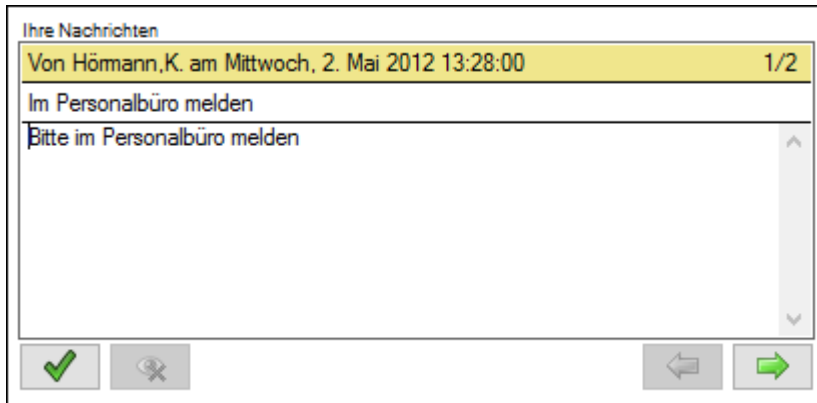 Ihre Nachrichten
Von Hörmann,K. am Mittwoch, 2. Mai 2012 13:28:00 1/2
Im Personalbüro melden
Bitte im Personalbüro melden